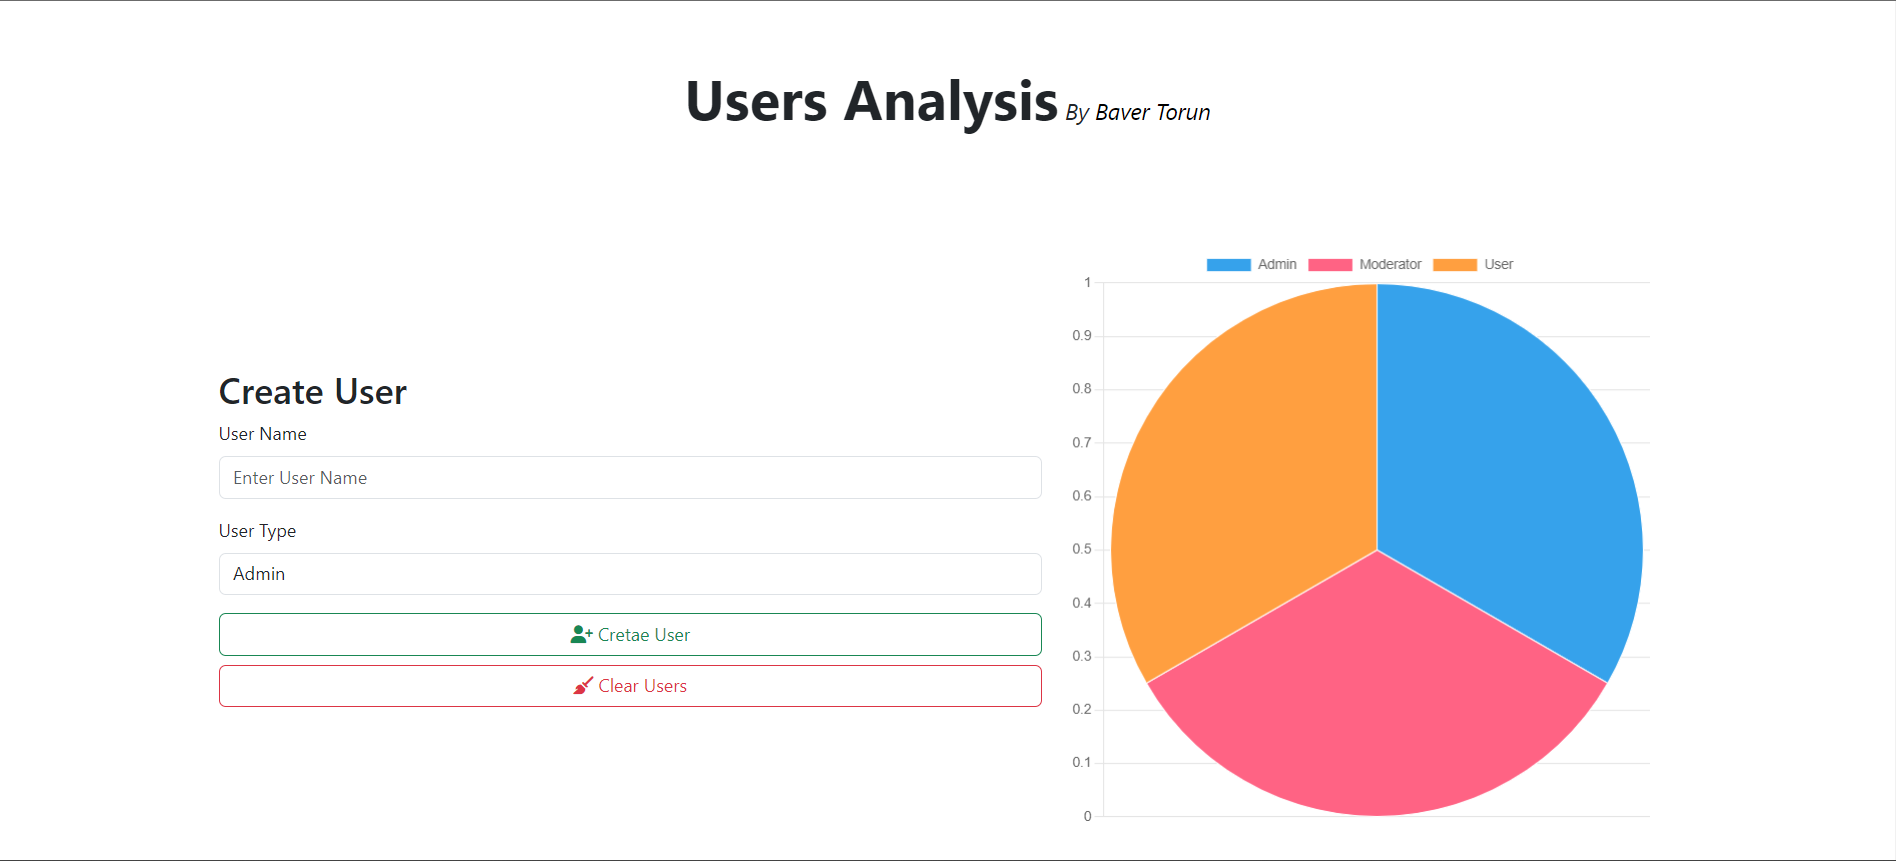 Users Analysis By Baver Torun
Create User
User Name
Enter User Name
User Type
Admin
Cretae User
Clear Users
Admin Moderator User
1
0.9
0.8
0.7
0.6
0.5
0.4
0.3
0.2
0.1
0